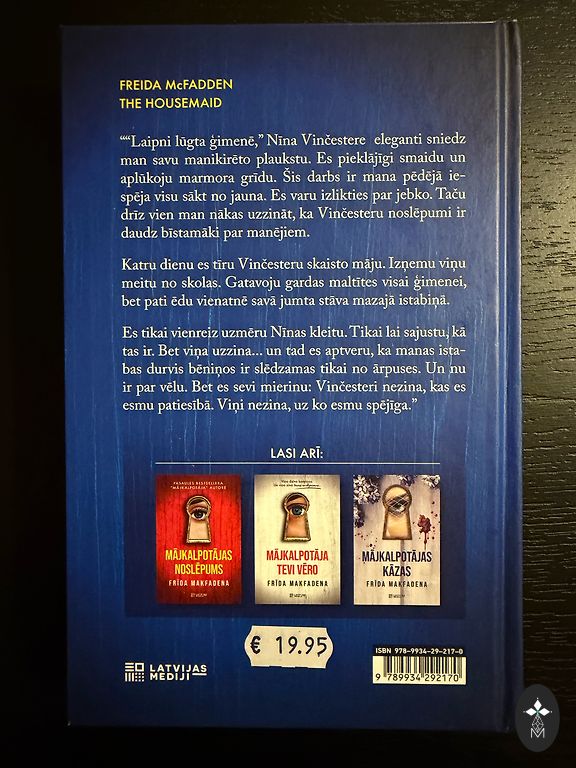 FREIDA McFADDEN
THE HOUSEMAID
““Laipni lūgta ģimenē,” Nīna Vinčestere eleganti sniedz
man savu manikirēto plaukstu. Es pieklājīgi smaidu un
aplūkoju marmora grīdu. Šis darbs ir mana pēdējā ie-
spēja visu sākt no jauna. Es varu izlikties par jebko. Taču
drīz vien man nākas uzzināt, ka Vinčesteru noslēpumi ir
daudz bīstamāki par manējiem.
Katru dienu es tīru Vinčesteru skaisto māju. Izņemu viņu
meitu no skolas. Gatavoju gardas maltītes visai ģimenei,
bet pati ēdu vienatnē savā jumta stāva mazajā istabiņā.
Es tikai vienreiz uzmēru Nīnas kleitu. Tikai lai sajustu, kā
tas ir. Bet viņa uzzina... un tad es aptveru, ka manas ista-
bas durvis bēniņos ir slēdzamas tikai no ārpuses. Un nu
ir par vēlu. Bet es sevi mierinu: Vinčesteri nezina, kas es
esmu patiesībā. Viņi nezina, uz ko esmu spējīga.”
LASI ARĪ:
PASAULES BESTSELLERA
"MĀJKALPOTĀJA" AUTORE
MĀJKALPOTĀJAS
NOSLĒPUMS
FRĪDA MAKFADENA
MĀJKALPOTĀJA
TEVI VĒRO
FRĪDA MAKFADENA
MĀJKALPOTĀJAS
KĀZAS
FRĪDA MAKFADENA
€ 19.95
LATVIJAS
MEDIJI
ISBN 978-9934-29-217-0
9 789934 292170